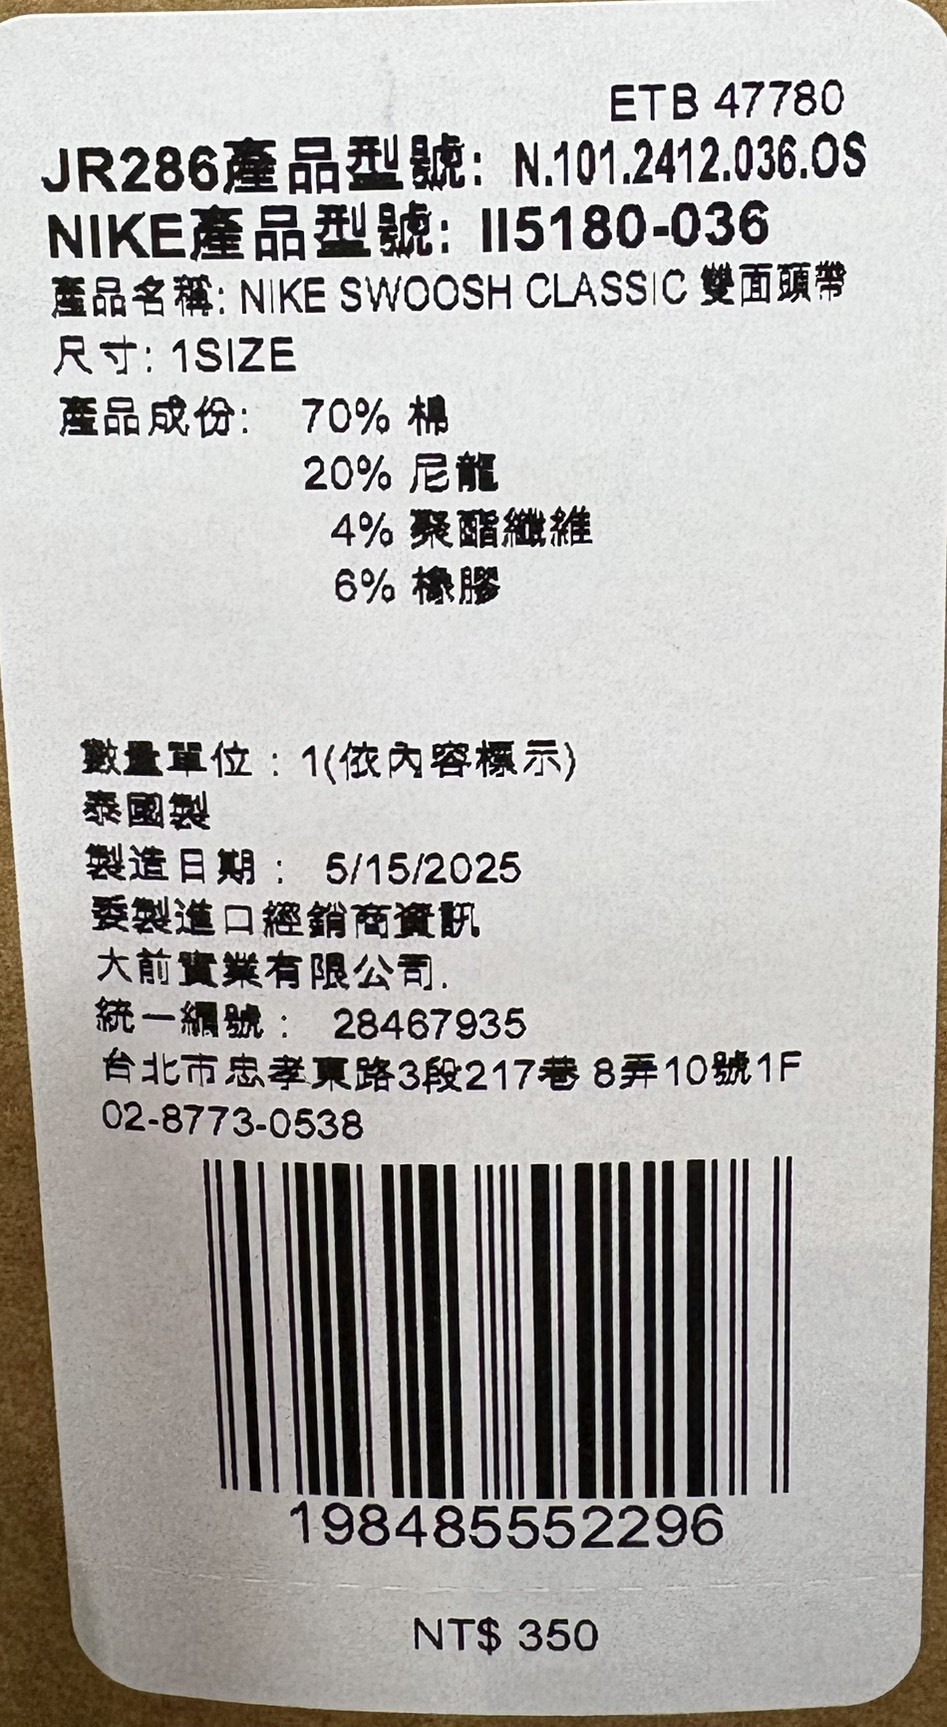 ETB 47780
JR286產品型號: N.101.2412.036.OS
NIKE產品型號: II5180-036
產品名稱: NIKE SWOOSH CLASSIC 雙面頭帶
尺寸: 1SIZE
產品成份: 70% 棉
20% 尼龍
4% 聚酯纖維
6% 橡膠
數量單位 : 1(依內容標示)
泰國製
製造日期 : 5/15/2025
委製進口經銷商資訊
大前實業有限公司.
統一編號 : 28467935
台北市忠孝東路3段217巷 8弄10號1F
02-8773-0538
198485552296
NT$ 350